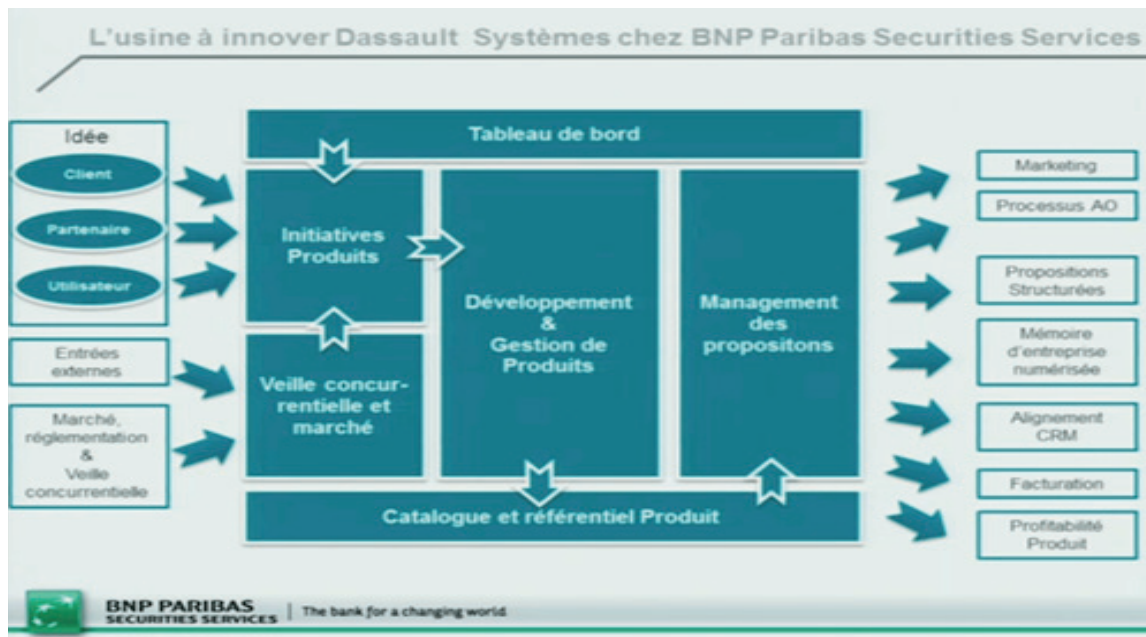 L'usine à innover Dassault Systèmes chez BNP Paribas Securities Services
Idée
Client
Partenaire
Utilisateur
Entrées
externes
Marché,
réglementation
&
Veille
concurrentielle
Tableau de bord
Initiatives
Produits
Veille concur-
rentielle et
marché
Développement
&
Gestion de
Produits
Management
des
propositons
Catalogue et référentiel Produit
Marketing
Processus AO
Propositions
Structurées
Mémoire
d'entreprise
numérisée
Alignement
CRM
Facturation
Profitabilité
Produit
BNP PARIBAS
SECURITIES SERVICES
The bank for a changing world